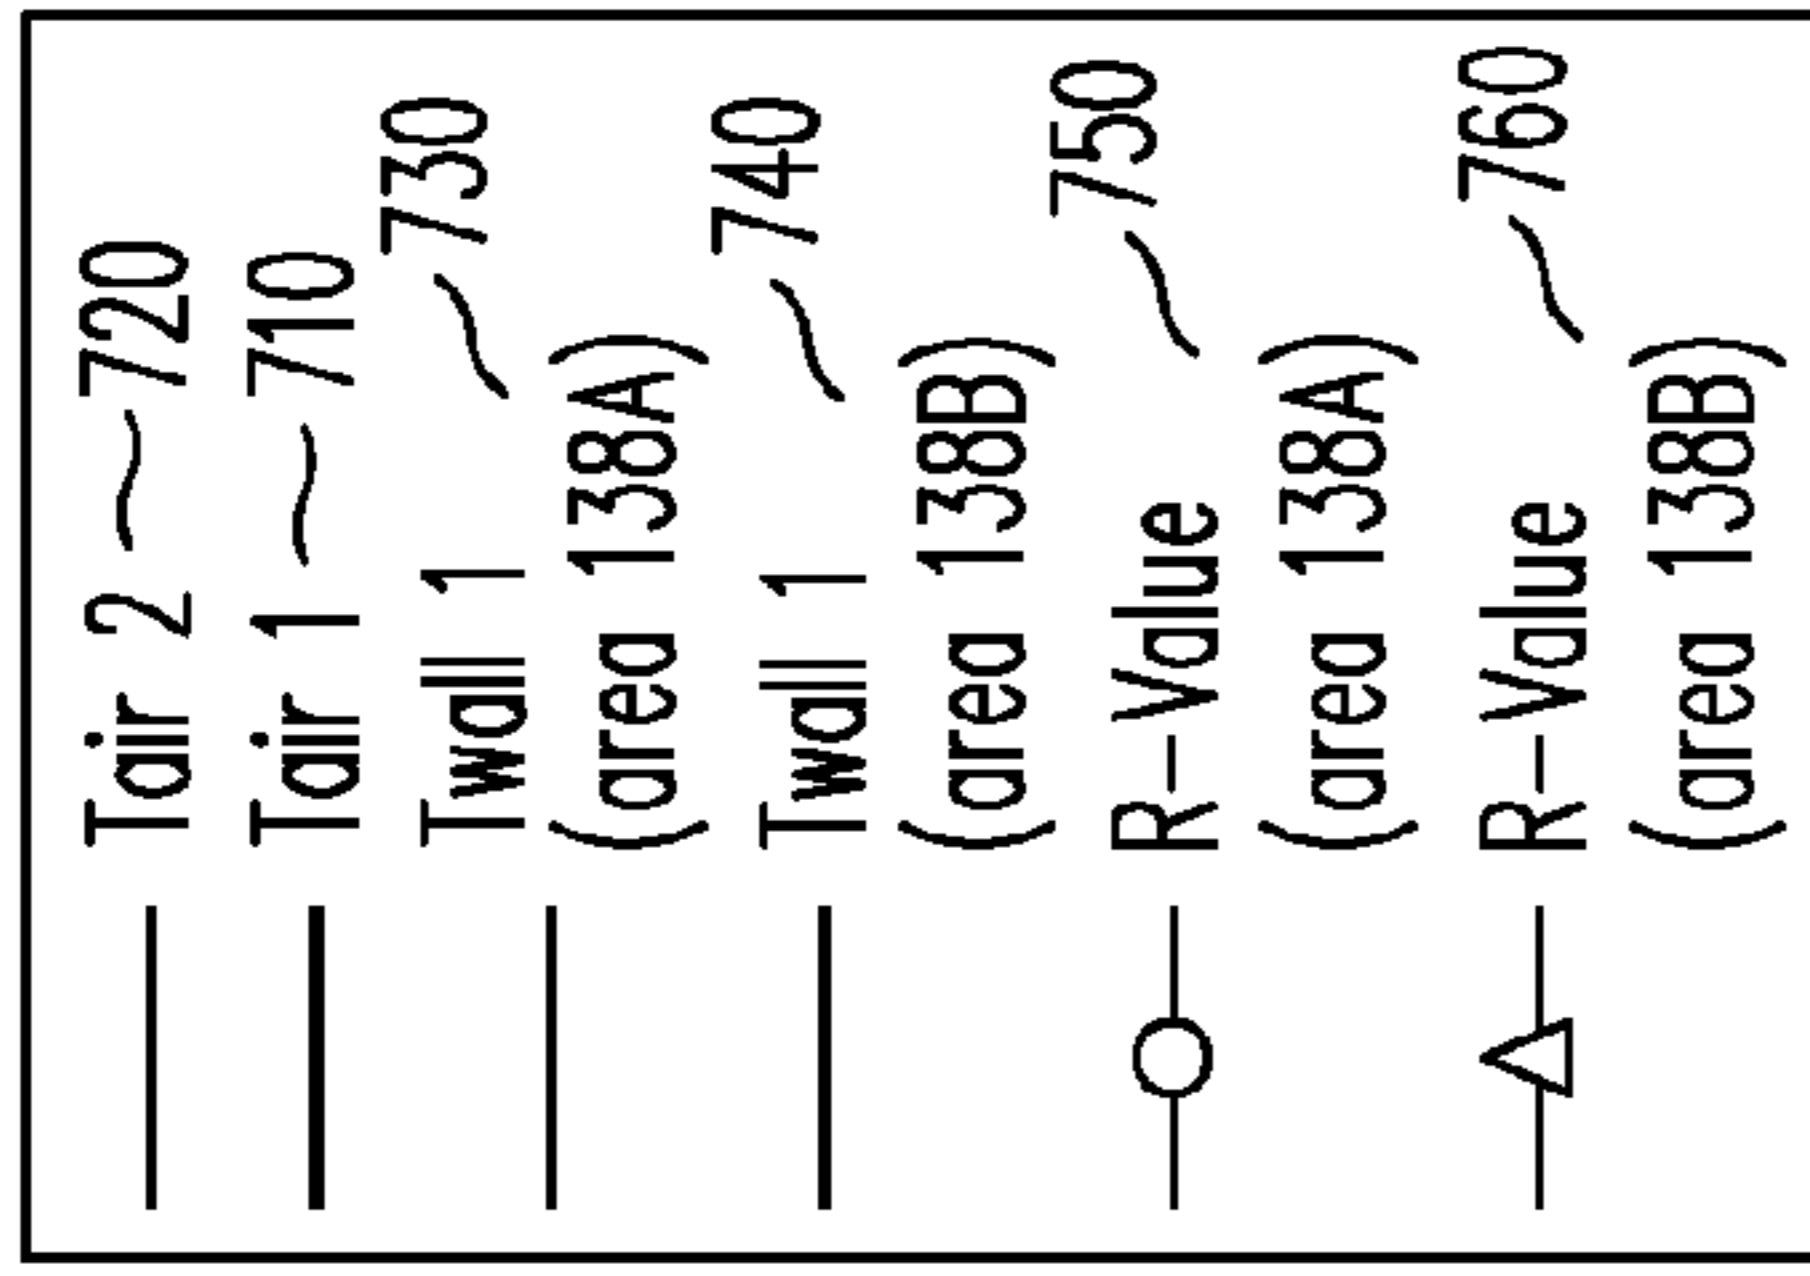 Tair 2 720
Tair 1 710
Twall 1 730
(area 138A)
Twall 1 740
(area 138B)
R-Value 750
(area 138A)
R-Value 760
(area 138B)